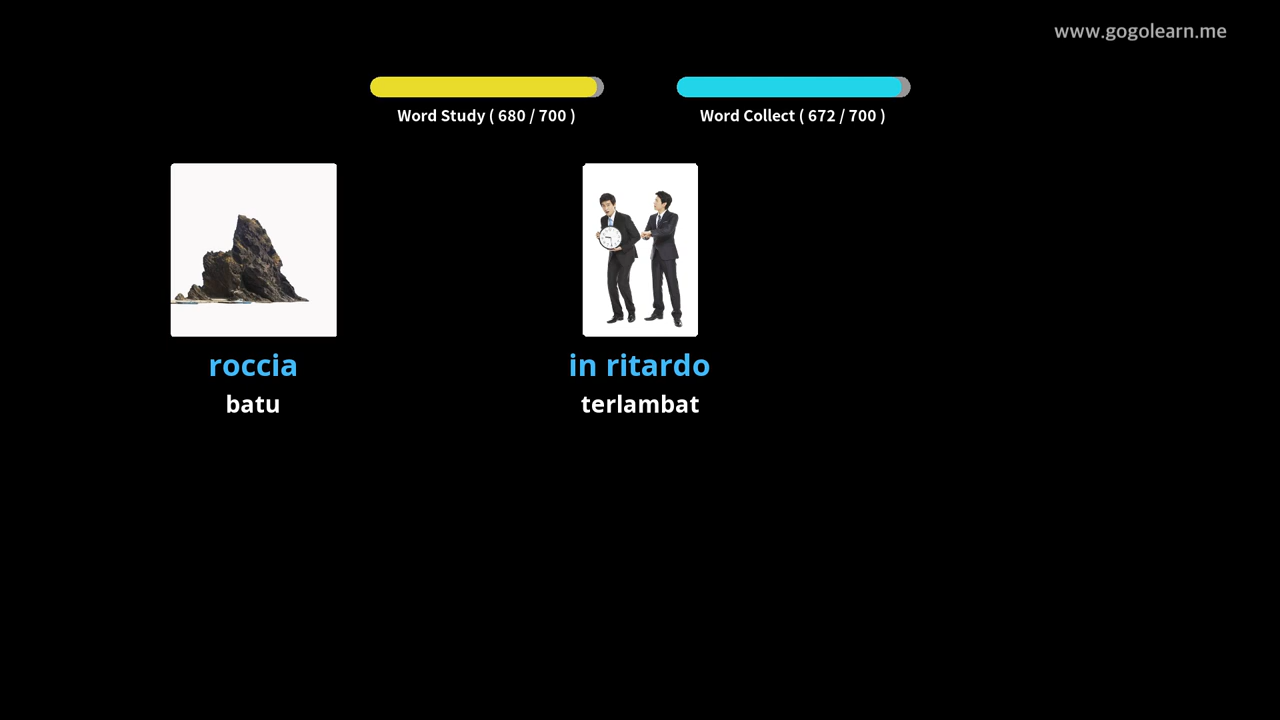 www.gogolearn.me
Word Study ( 680 / 700 )
Word Collect ( 672 / 700 )
roccia
batu
in ritardo
terlambat